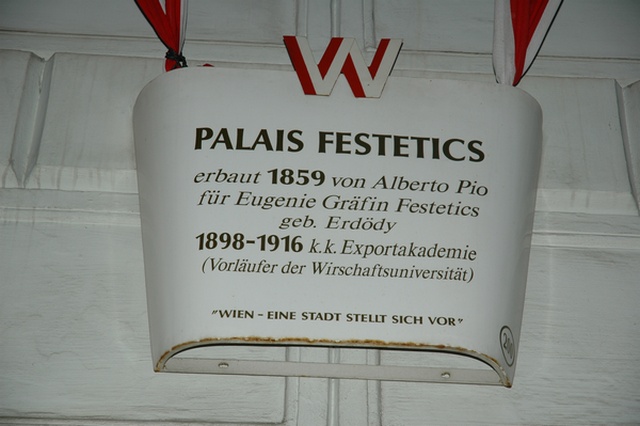 W
PALAIS FESTETICS
erbaut 1859 von Alberto Pio
für Eugenie Gräfin Festetics
geb. Erdödy
1898-1916 k.k. Exportakademie
(Vorläufer der Wirschaftsuniversität)
"WIEN - EINE STADT STELLT SICH VOR"